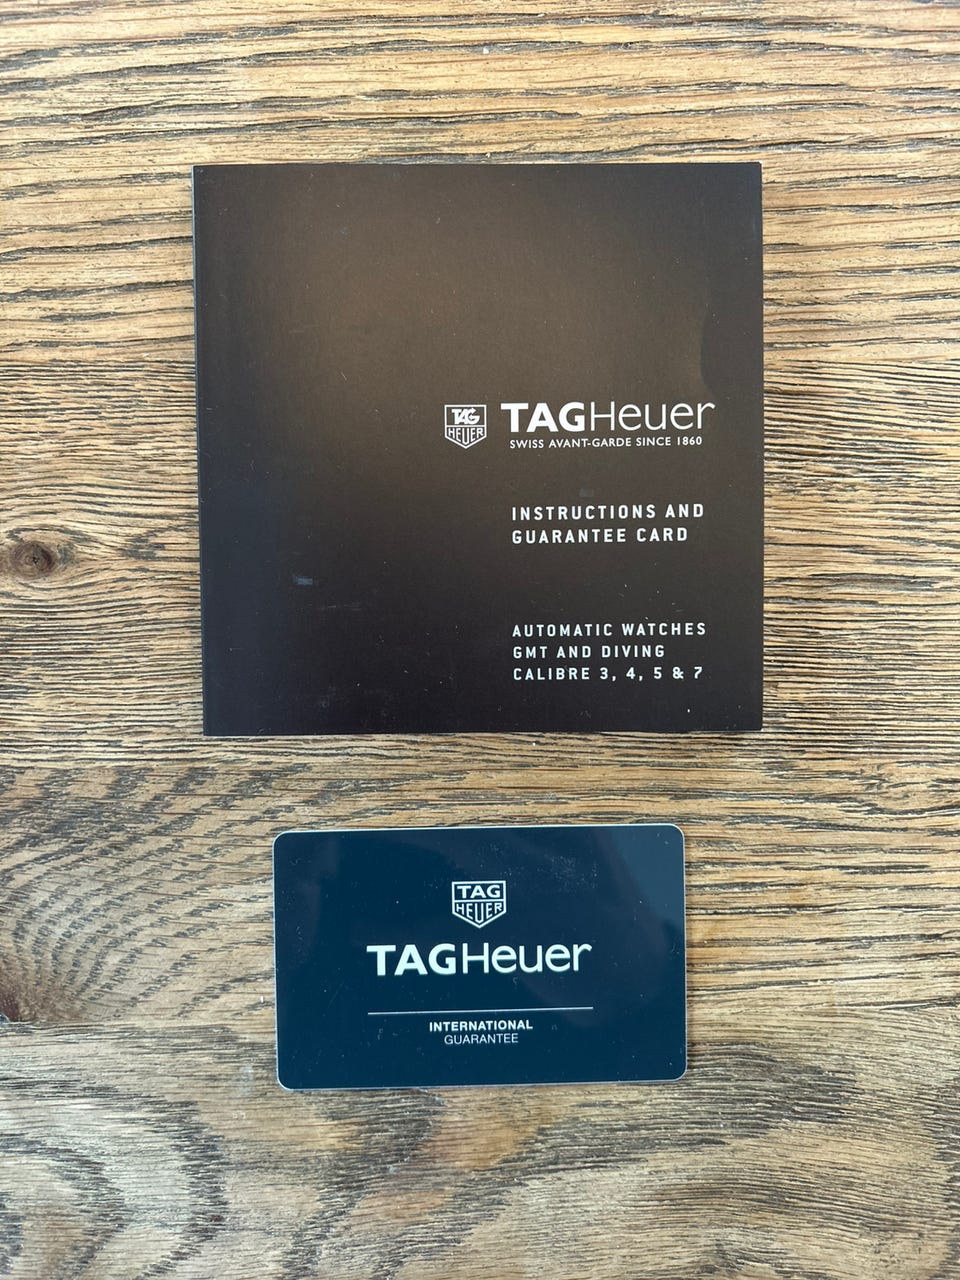 TAG
HEUER
TAGHeuer
SWISS AVANT-GARDE SINCE 1860
INSTRUCTIONS AND
GUARANTEE CARD
AUTOMATIC WATCHES
GMT AND DIVING
CALIBRE 3, 4, 5 & 7
TAG
HEUER
TAGHeuer
INTERNATIONAL
GUARANTEE